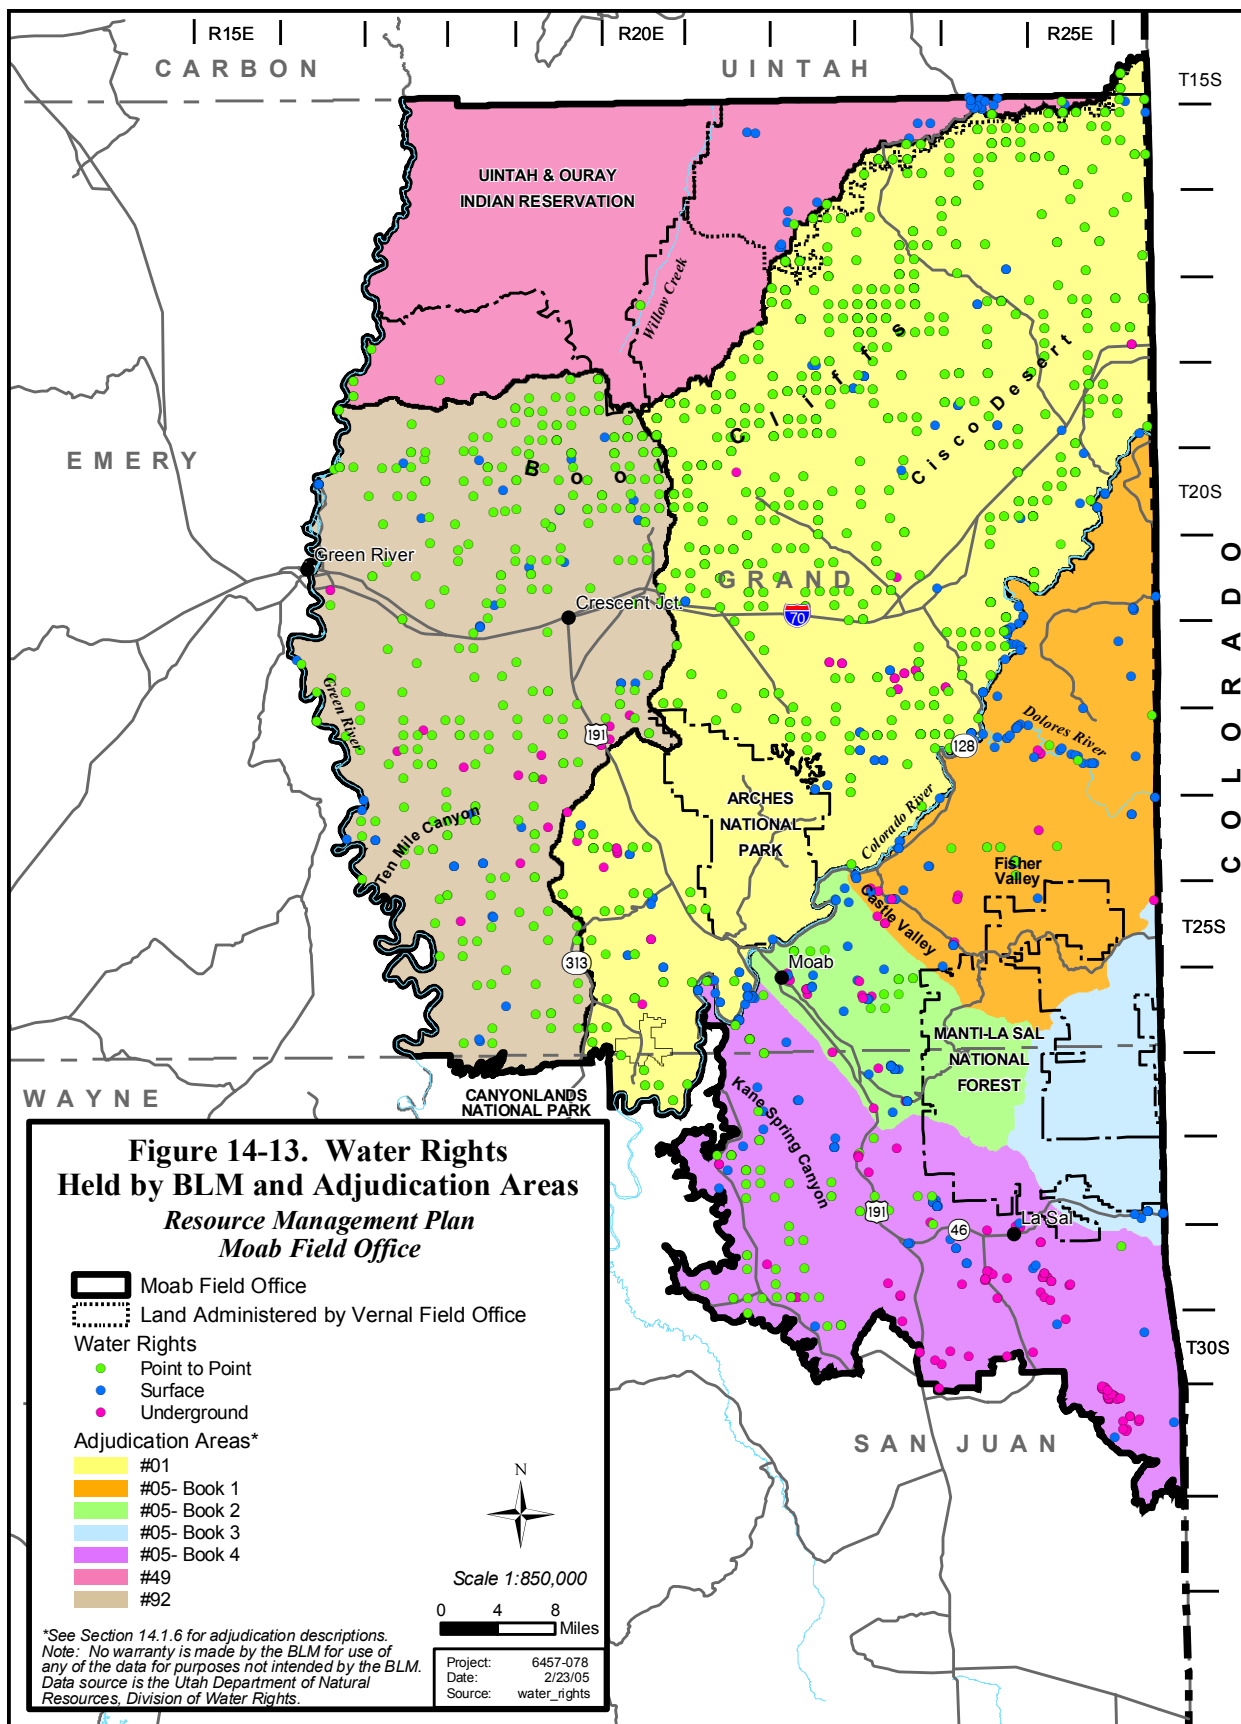 R15E
R20E
R25E
CARBON
UINTAH
T15S
UINTAH & OURAY
INDIAN RESERVATION
Willow Creek
Book Cliffs
Cisco Desert
EMERY
T20S
Green River
GRAND
Crescent Jct.
70
COLORADO
Green River
191
Dolores River
128
ARCHES
NATIONAL
PARK
Colorado River
Ten Mile Canyon
Fisher
Valley
Castle Valley
T25S
313
Moab
MANTI-LA SAL
NATIONAL
FOREST
WAYNE
CANYONLANDS
NATIONAL PARK
Kane Spring Canyon
191
46
La Sal
T30S
SAN JUAN
Figure 14-13. Water Rights
Held by BLM and Adjudication Areas
Resource Management Plan
Moab Field Office
Moab Field Office
Land Administered by Vernal Field Office
Water Rights
Point to Point
Surface
Underground
Adjudication Areas*
#01
#05- Book 1
#05- Book 2
#05- Book 3
#05- Book 4
#49
#92
N
Scale 1:850,000
0 4 8
Miles
*See Section 14.1.6 for adjudication descriptions.
Note: No warranty is made by the BLM for use of
any of the data for purposes not intended by the BLM.
Data source is the Utah Department of Natural
Resources, Division of Water Rights.
Project: 6457-078
Date: 2/23/05
Source: water_rights